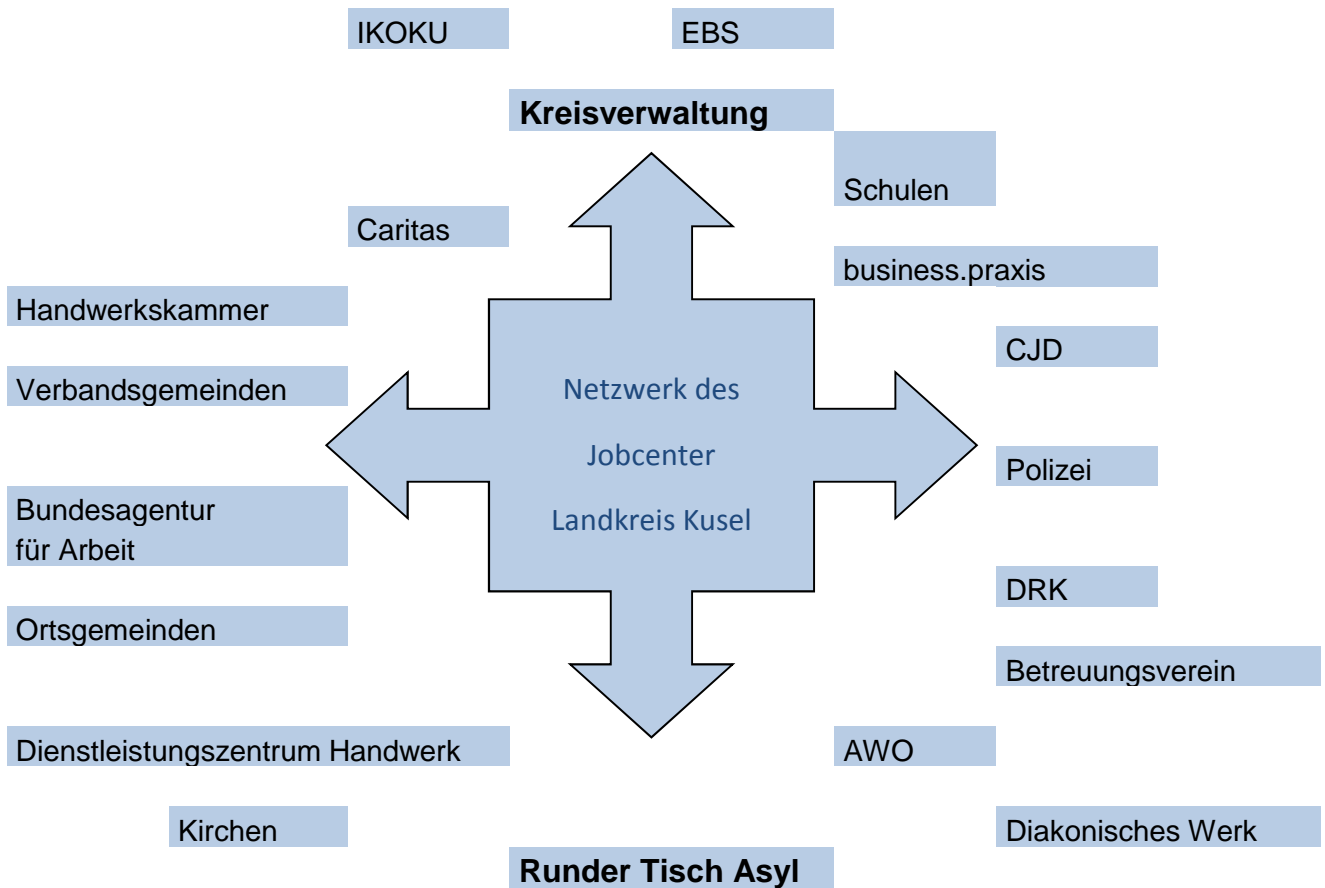 IKOKU
EBS
Kreisverwaltung
Schulen
Caritas
business.praxis
Handwerkskammer
CJD
Verbandsgemeinden
Netzwerk des
Jobcenter
Landkreis Kusel
Polizei
Bundesagentur
für Arbeit
DRK
Ortsgemeinden
Betreuungsverein
Dienstleistungszentrum Handwerk
AWO
Kirchen
Diakonisches Werk
Runder Tisch Asyl